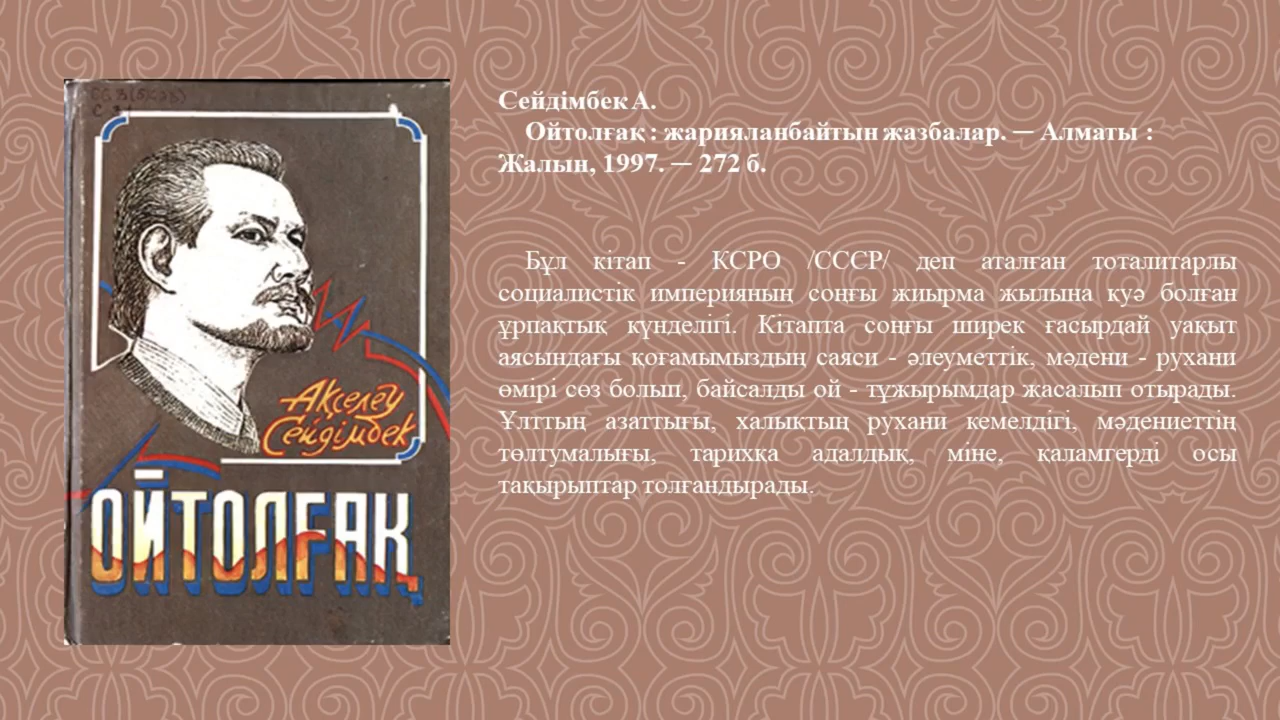 Ақселеу
Сейдімбек
ОЙТОЛҒАҚ
Сейдімбек А.
Ойтолғақ : жарияланбайтын жазбалар. — Алматы :
Жалын, 1997. — 272 б.
Бұл кітап - КСРО /СССР/ деп аталған тоталитарлы
социалистік империяның соңғы жиырма жылына куә болған
ұрпақтық күнделігі. Кітапта соңғы ширек ғасырдай уақыт
аясындағы қоғамымыздың саяси - әлеуметтік, мәдени - рухани
өмірі сөз болып, байсалды ой - тұжырымдар жасалып отырады.
Ұлттың азаттығы, халықтың рухани кемелдігі, мәдениеттің
төлтумалығы, тарихқа адалдық, міне, қаламгерді осы
тақырыптар толғандырады.